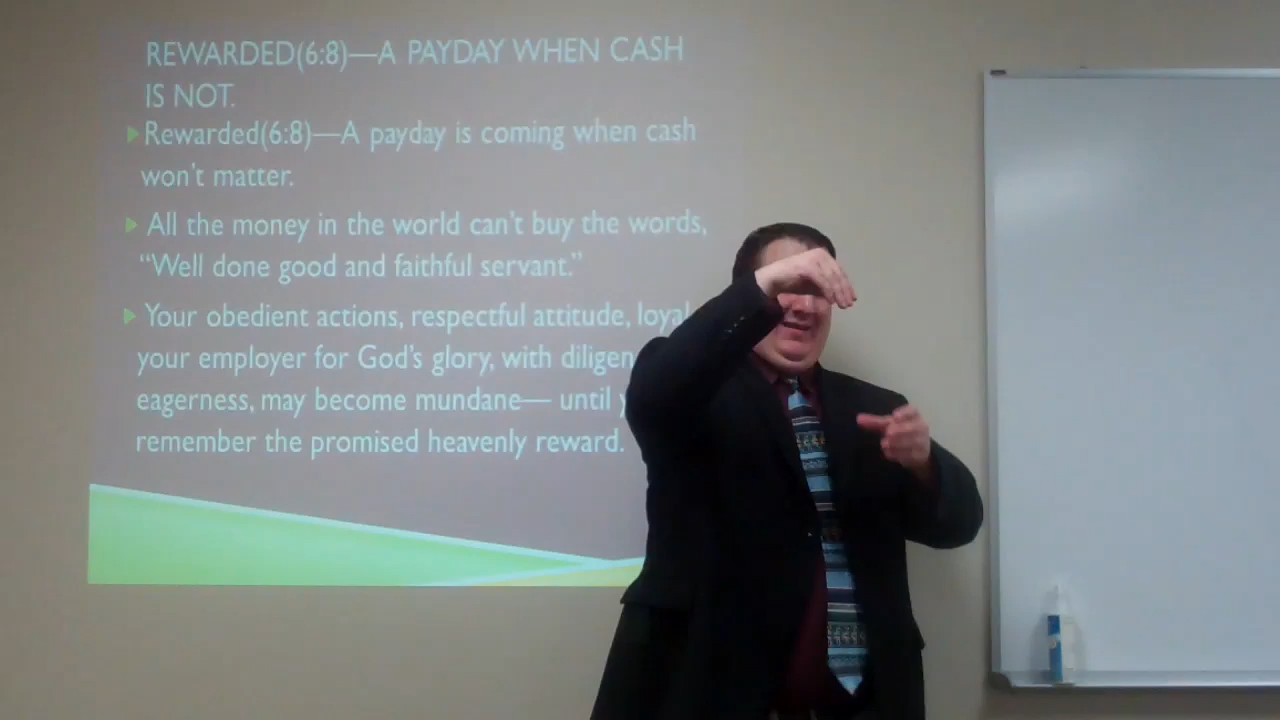 REWARDED(6:8)—A PAYDAY WHEN CASH
IS NOT.
Rewarded(6:8)—A payday is coming when cash
won't matter.
All the money in the world can't buy the words,
“Well done good and faithful servant.”
Your obedient actions, respectful attitude, loyal
your employer for God's glory, with
eagerness, may become mundane— until
remember the promised heavenly reward.